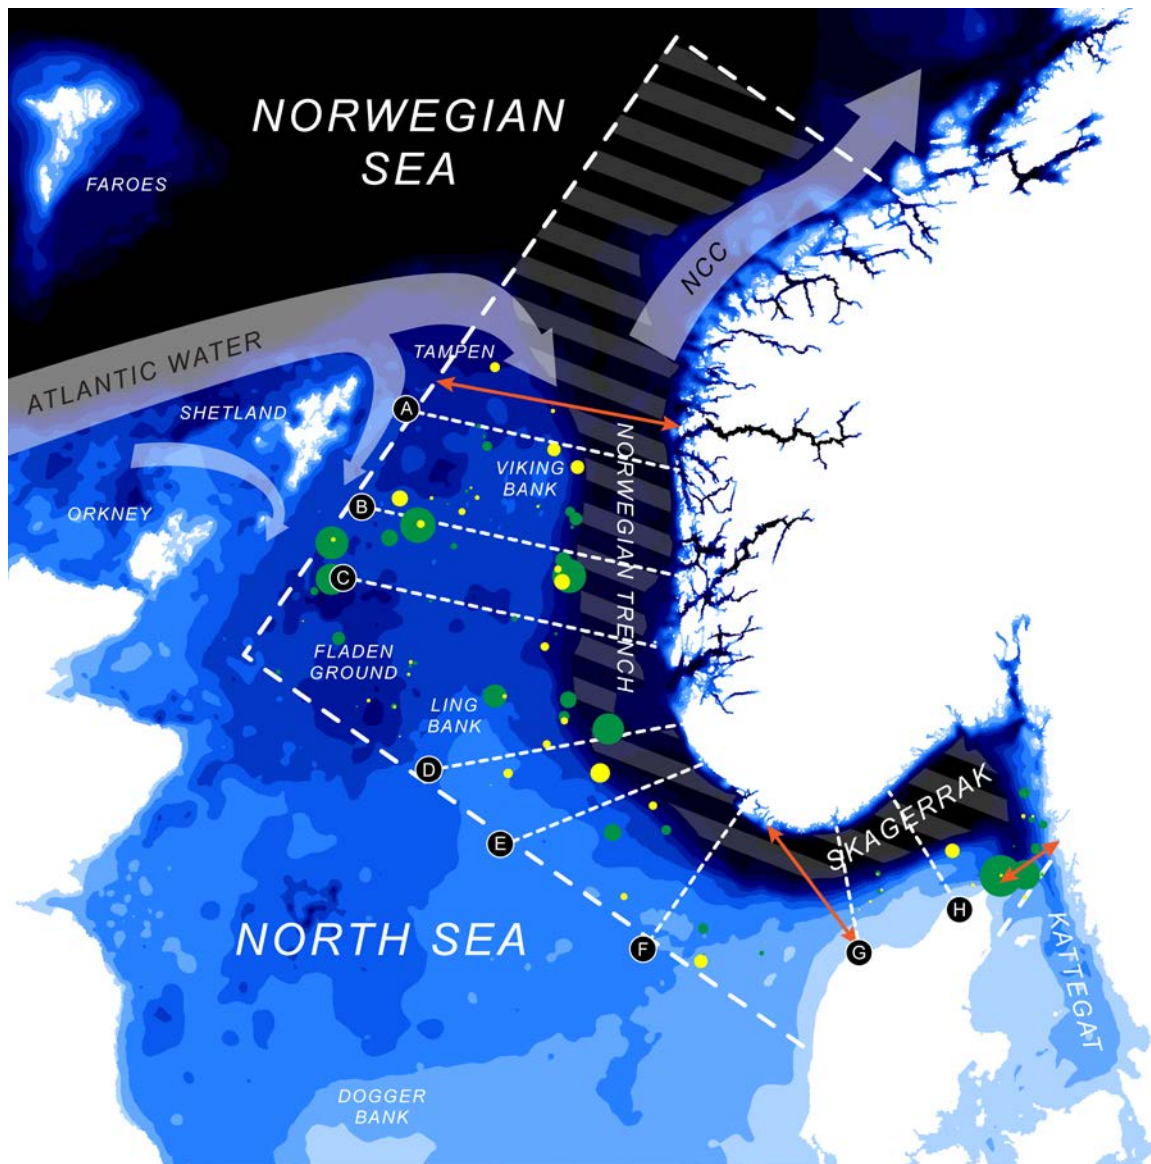 NORWEGIAN
SEA
FAROES
NCC
ATLANTIC WATER
TAMPEN
SHETLAND
A
NORWEGIAN TRENCH
VIKING
BANK
ORKNEY
B
C
FLADEN
GROUND
LING
BANK
D
SKAGERRAK
E
H
NORTH SEA
F
G
KATTEGAT
DOGGER
BANK